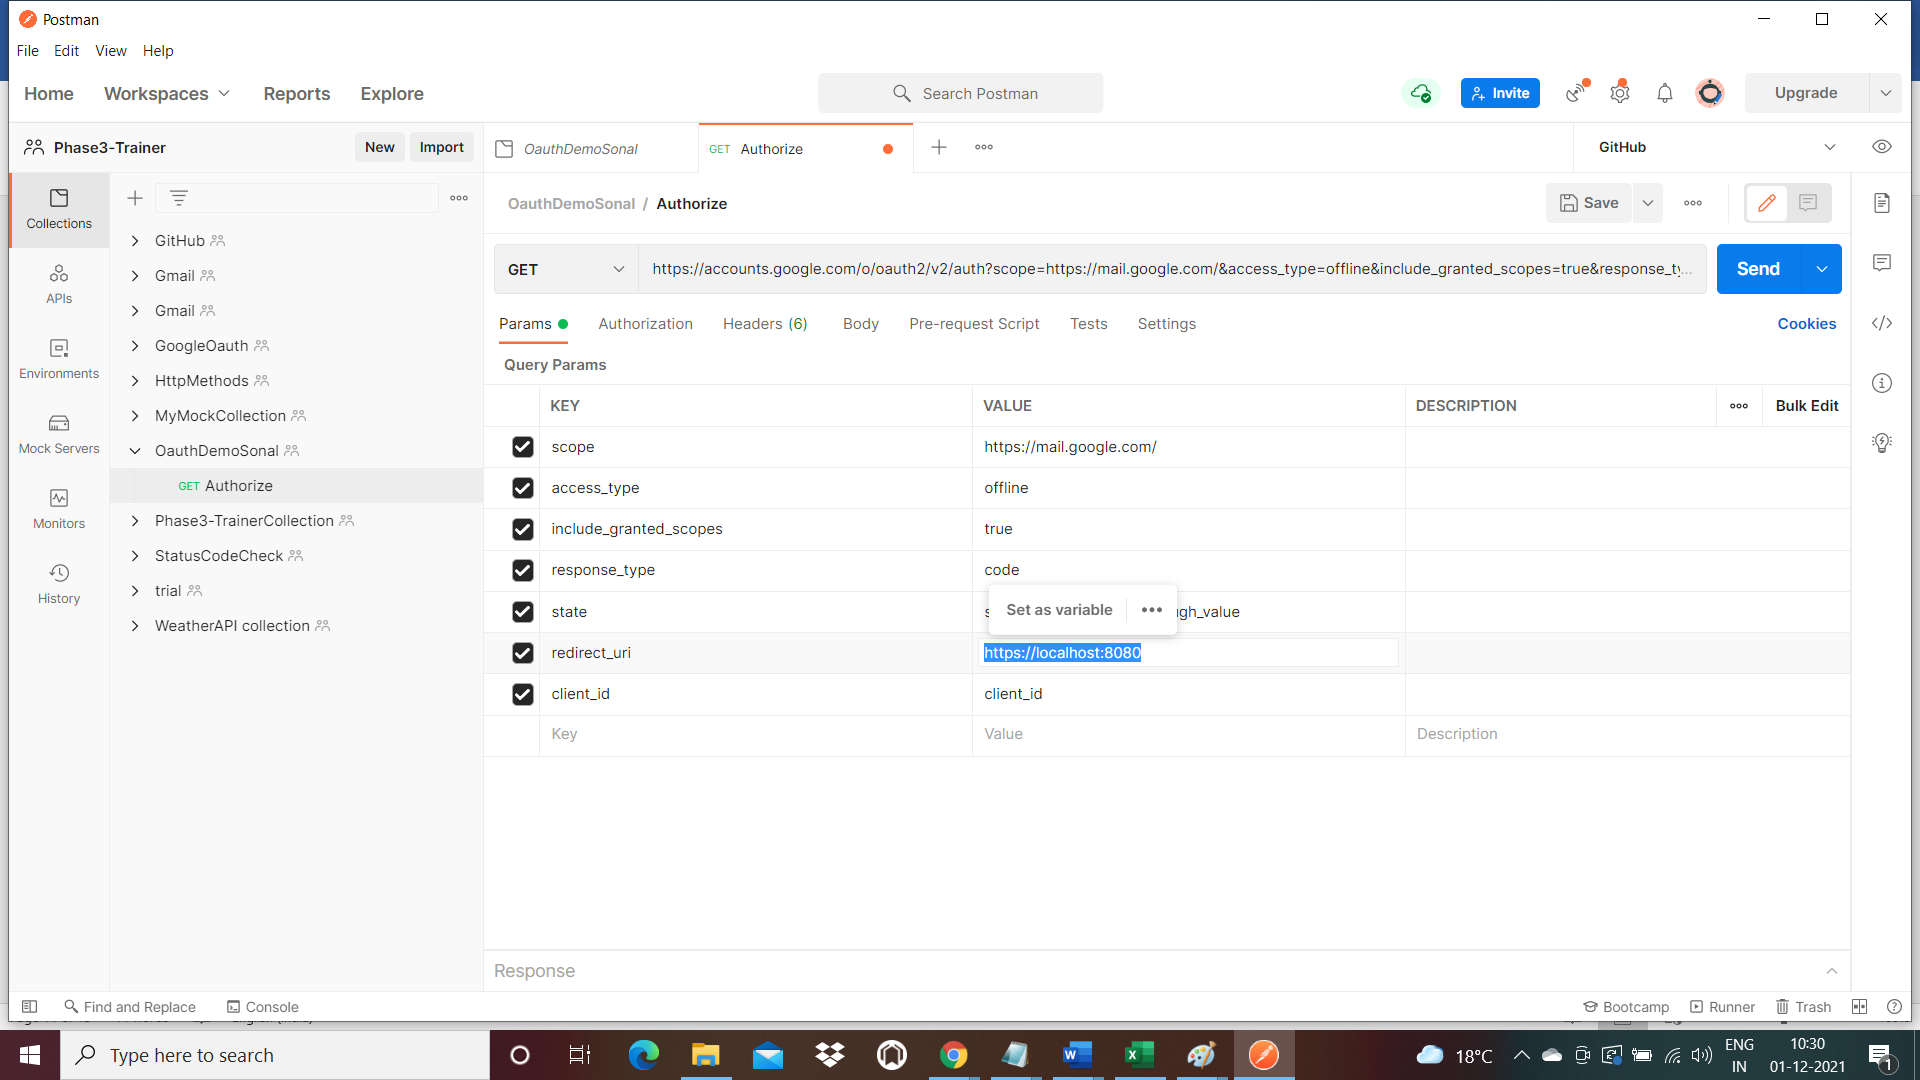 Postman
File Edit View Help
Home Workspaces Reports Explore Search Postman Invite Upgrade
Phase3-Trainer New Import OauthDemoSonal GET Authorize GitHub
Collections
APIs
Environments
Mock Servers
Monitors
History
GitHub
Gmail
Gmail
GoogleOauth
HttpMethods
MyMockCollection
OauthDemoSonal
GET Authorize
Phase3-TrainerCollection
StatusCodeCheck
trial
WeatherAPI collection
OauthDemoSonal / Authorize Save
GET https://accounts.google.com/o/oauth2/v2/auth?scope=https://mail.google.com/&access_type=offline&include_granted_scopes=true&response_ty... Send
Params Authorization Headers (6) Body Pre-request Script Tests Settings Cookies
Query Params
KEY VALUE DESCRIPTION Bulk Edit
scope https://mail.google.com/
access_type offline
include_granted_scopes true
response_type code
Set as variable
state
redirect_uri https://localhost:8080
client_id client_id
Key Value Description
Response
Find and Replace Console Bootcamp Runner Trash
Type here to search 18°C ENG 10:30
IN 01-12-2021 1